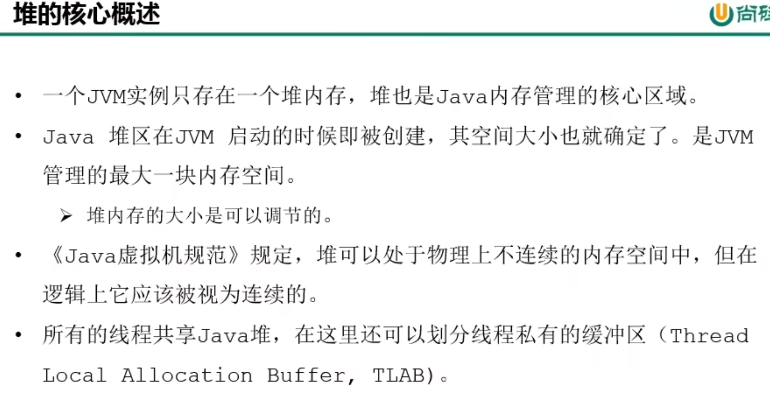 堆的核心概述
尚硅
• 一个JVM实例只存在一个堆内存，堆也是Java内存管理的核心区域。
• Java 堆区在JVM 启动的时候即被创建，其空间大小也就确定了。是JVM
管理的最大一块内存空间。
➢ 堆内存的大小是可以调节的。
• 《Java虚拟机规范》规定，堆可以处于物理上不连续的内存空间中，但在
逻辑上它应该被视为连续的。
• 所有的线程共享Java堆，在这里还可以划分线程私有的缓冲区（Thread
Local Allocation Buffer, TLAB)。